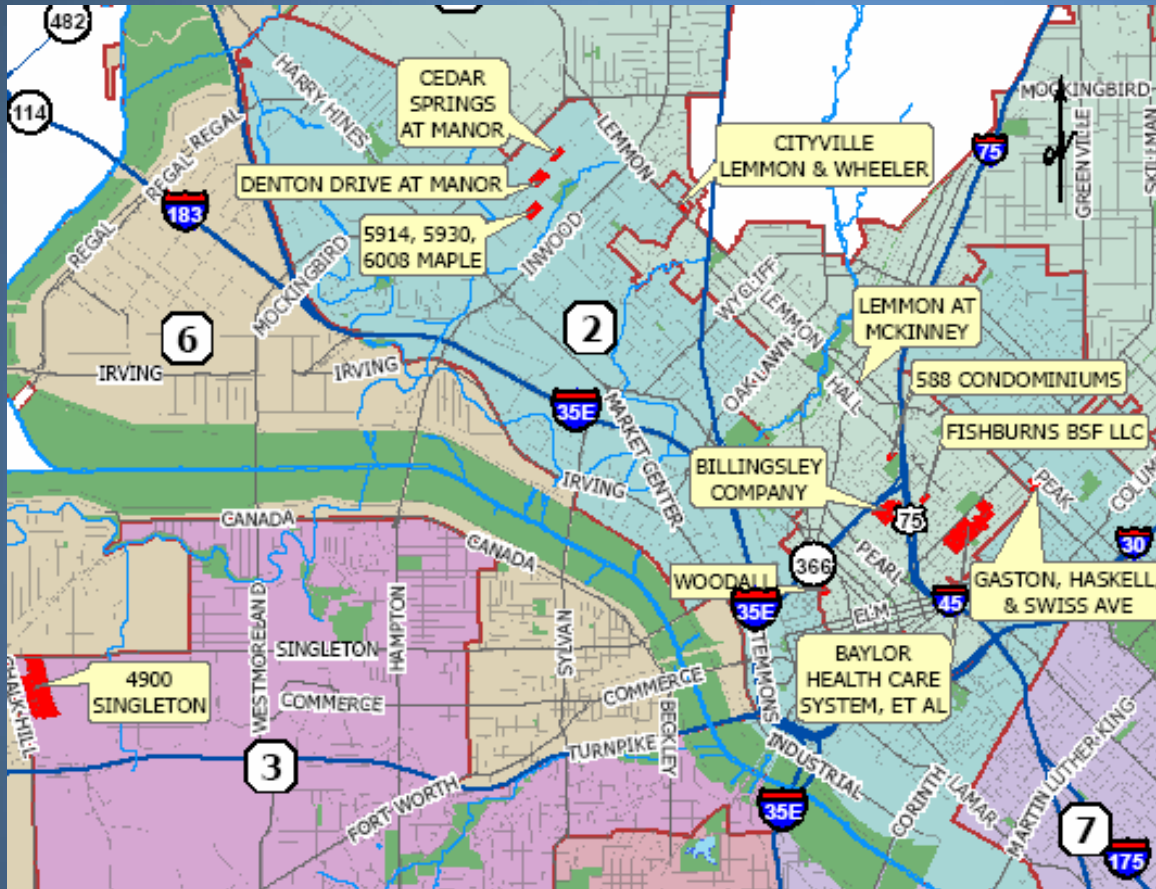 482
114
HARRY HINES
CEDAR
SPRINGS
AT MANOR
LEMMON
CITYVILLE
LEMMON & WHEELER
MOCKINGBIRD
75
GREENVILLE
REGAL
REGAL
REGAL
DENTON DRIVE AT MANOR
183
5914, 5930,
6008 MAPLE
INWOOD
MOCKINGBIRD
WYCLIFF
LEMMON
LEMMON AT
MCKINNEY
6
2
IRVING
IRVING
OAK LAWN
HALL
588 CONDOMINIUMS
35E
MARKET CENTER
FISHBURNS BSF LLC
BILLINGSLEY
COMPANY
IRVING
PEAK
CANADA
CANADA
75
30
PEARL
366
WOODALL
35E
45
ELM
GASTON, HASKELL,
& SWISS AVE
WESTMORELAND
HAMPTON
SYLVAN
SINGLETON
STEMMONS
BAYLOR
HEALTH CARE
SYSTEM, ET AL
4900
SINGLETON
CHALK HILL
COMMERCE
COMMERCE
BECKLEY
TURNPIKE
INDUSTRIAL
3
FORT WORTH
35E
CORINTH
LAMAR
MARTIN LUTHER KING
7
175